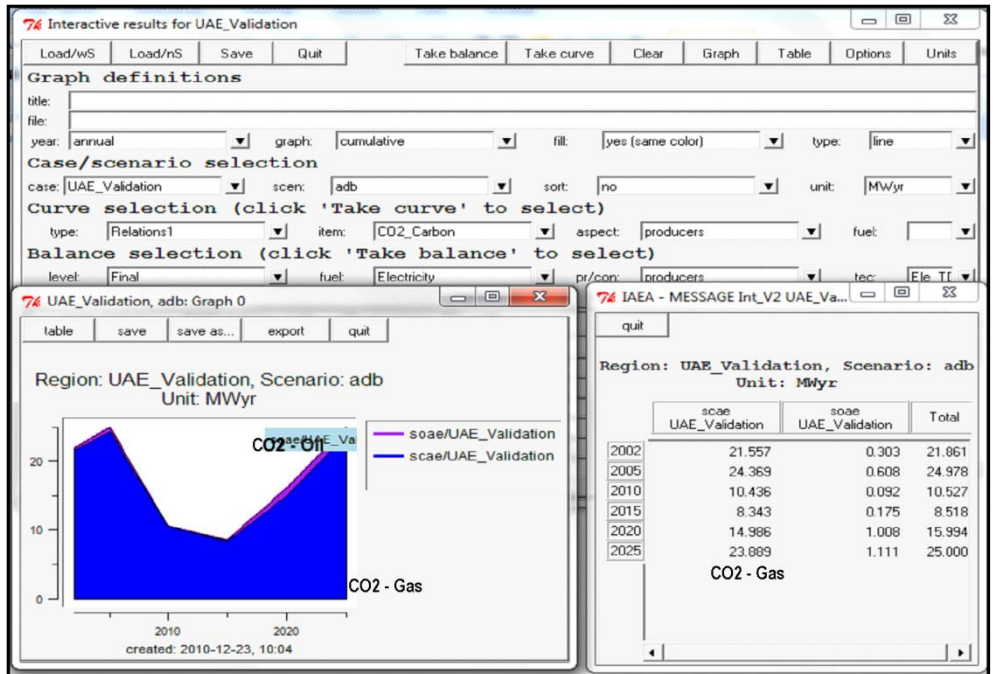 Interactive results for UAE_Validation
Load/wS Load/nS Save Quit Take balance Take curve Clear Graph Table Options Units
Graph definitions
title:
file:
year: annual graph: cumulative fill: yes (same color) type: line
Case/scenario selection
case: UAE_Validation scen: adb sort: no unit: MWyr
Curve selection (click 'Take curve' to select)
type: Relations1 item: CO2_Carbon aspect: producers fuel:
Balance selection (click 'Take balance' to select)
level: Final fuel: Electricity pr/con: producers tec:
UAE_Validation, adb: Graph 0
table save save as... export quit
Region: UAE_Validation, Scenario: adb
Unit: MWyr
CO2 - Oil
soae/UAE_Validation
scae/UAE_Validation
20
10
0
CO2 - Gas
2010 2020
created: 2010-12-23, 10:04
IAEA - MESSAGE Int_V2 UAE_Va...
quit
Region: UAE_Validation, Scenario: adb
Unit: MWyr
scae soae
UAE_Validation UAE_Validation Total
2002 21.557 0.303 21.861
2005 24.369 0.608 24.978
2010 10.436 0.092 10.527
2015 8.343 0.175 8.518
2020 14.986 1.008 15.994
2025 23.889 1.111 25.000
CO2 - Gas